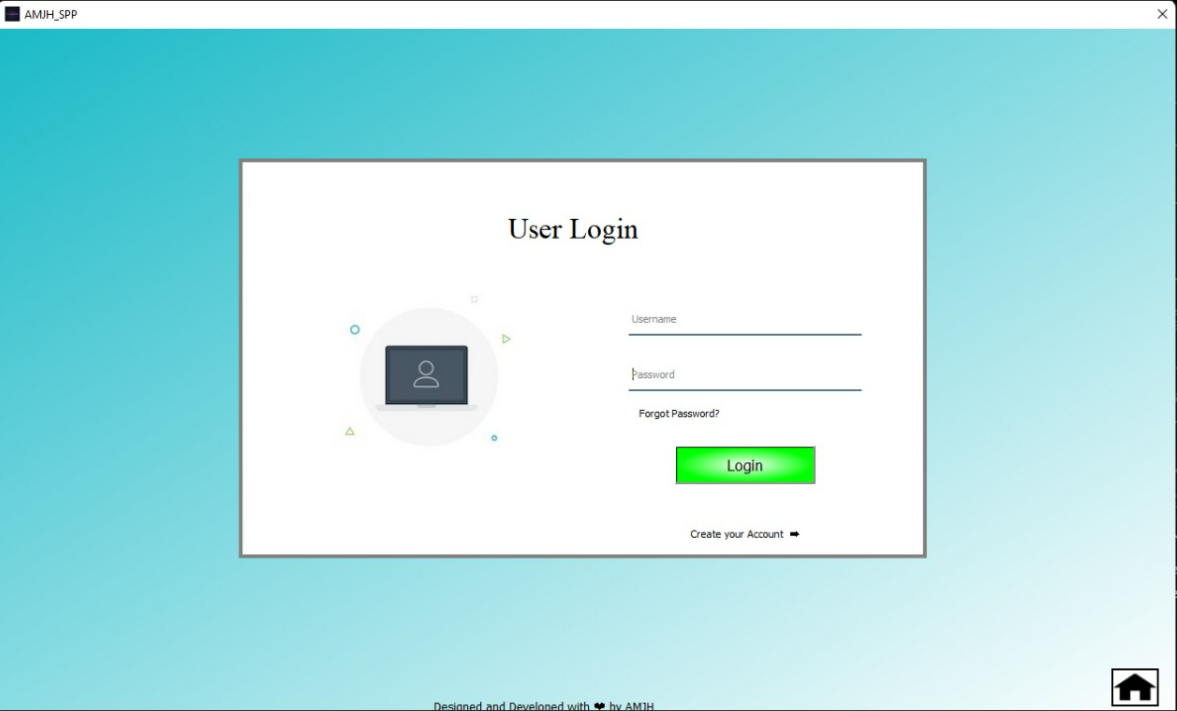 AMJH_SPP
User Login
Username
Password
Forgot Password?
Login
Create your Account ➡
Designed and Developed with ❤ by AMJH